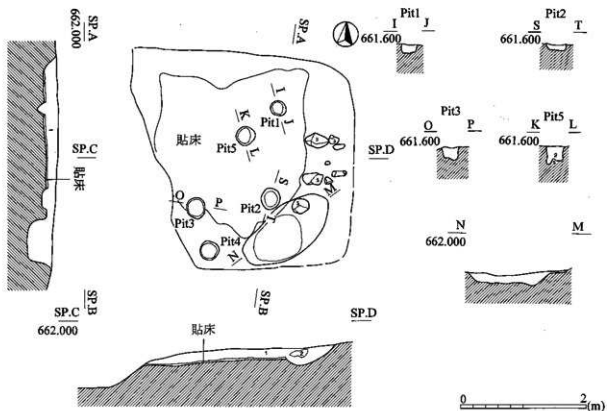 SP.A
662.000
SP.C
貼床
SP.B
SP.A
I
J
Pit1
K
L
Pit5
貼床
SP.D
M
S
T
Pit2
O
P
Pit3
Pit4
N
SP.B
Pit1
I J
661.600
Pit2
S T
661.600
Pit3
O P
661.600
Pit5
K L
661.600
N M
662.000
SP.C
662.000
貼床
SP.D
0 2
(m)